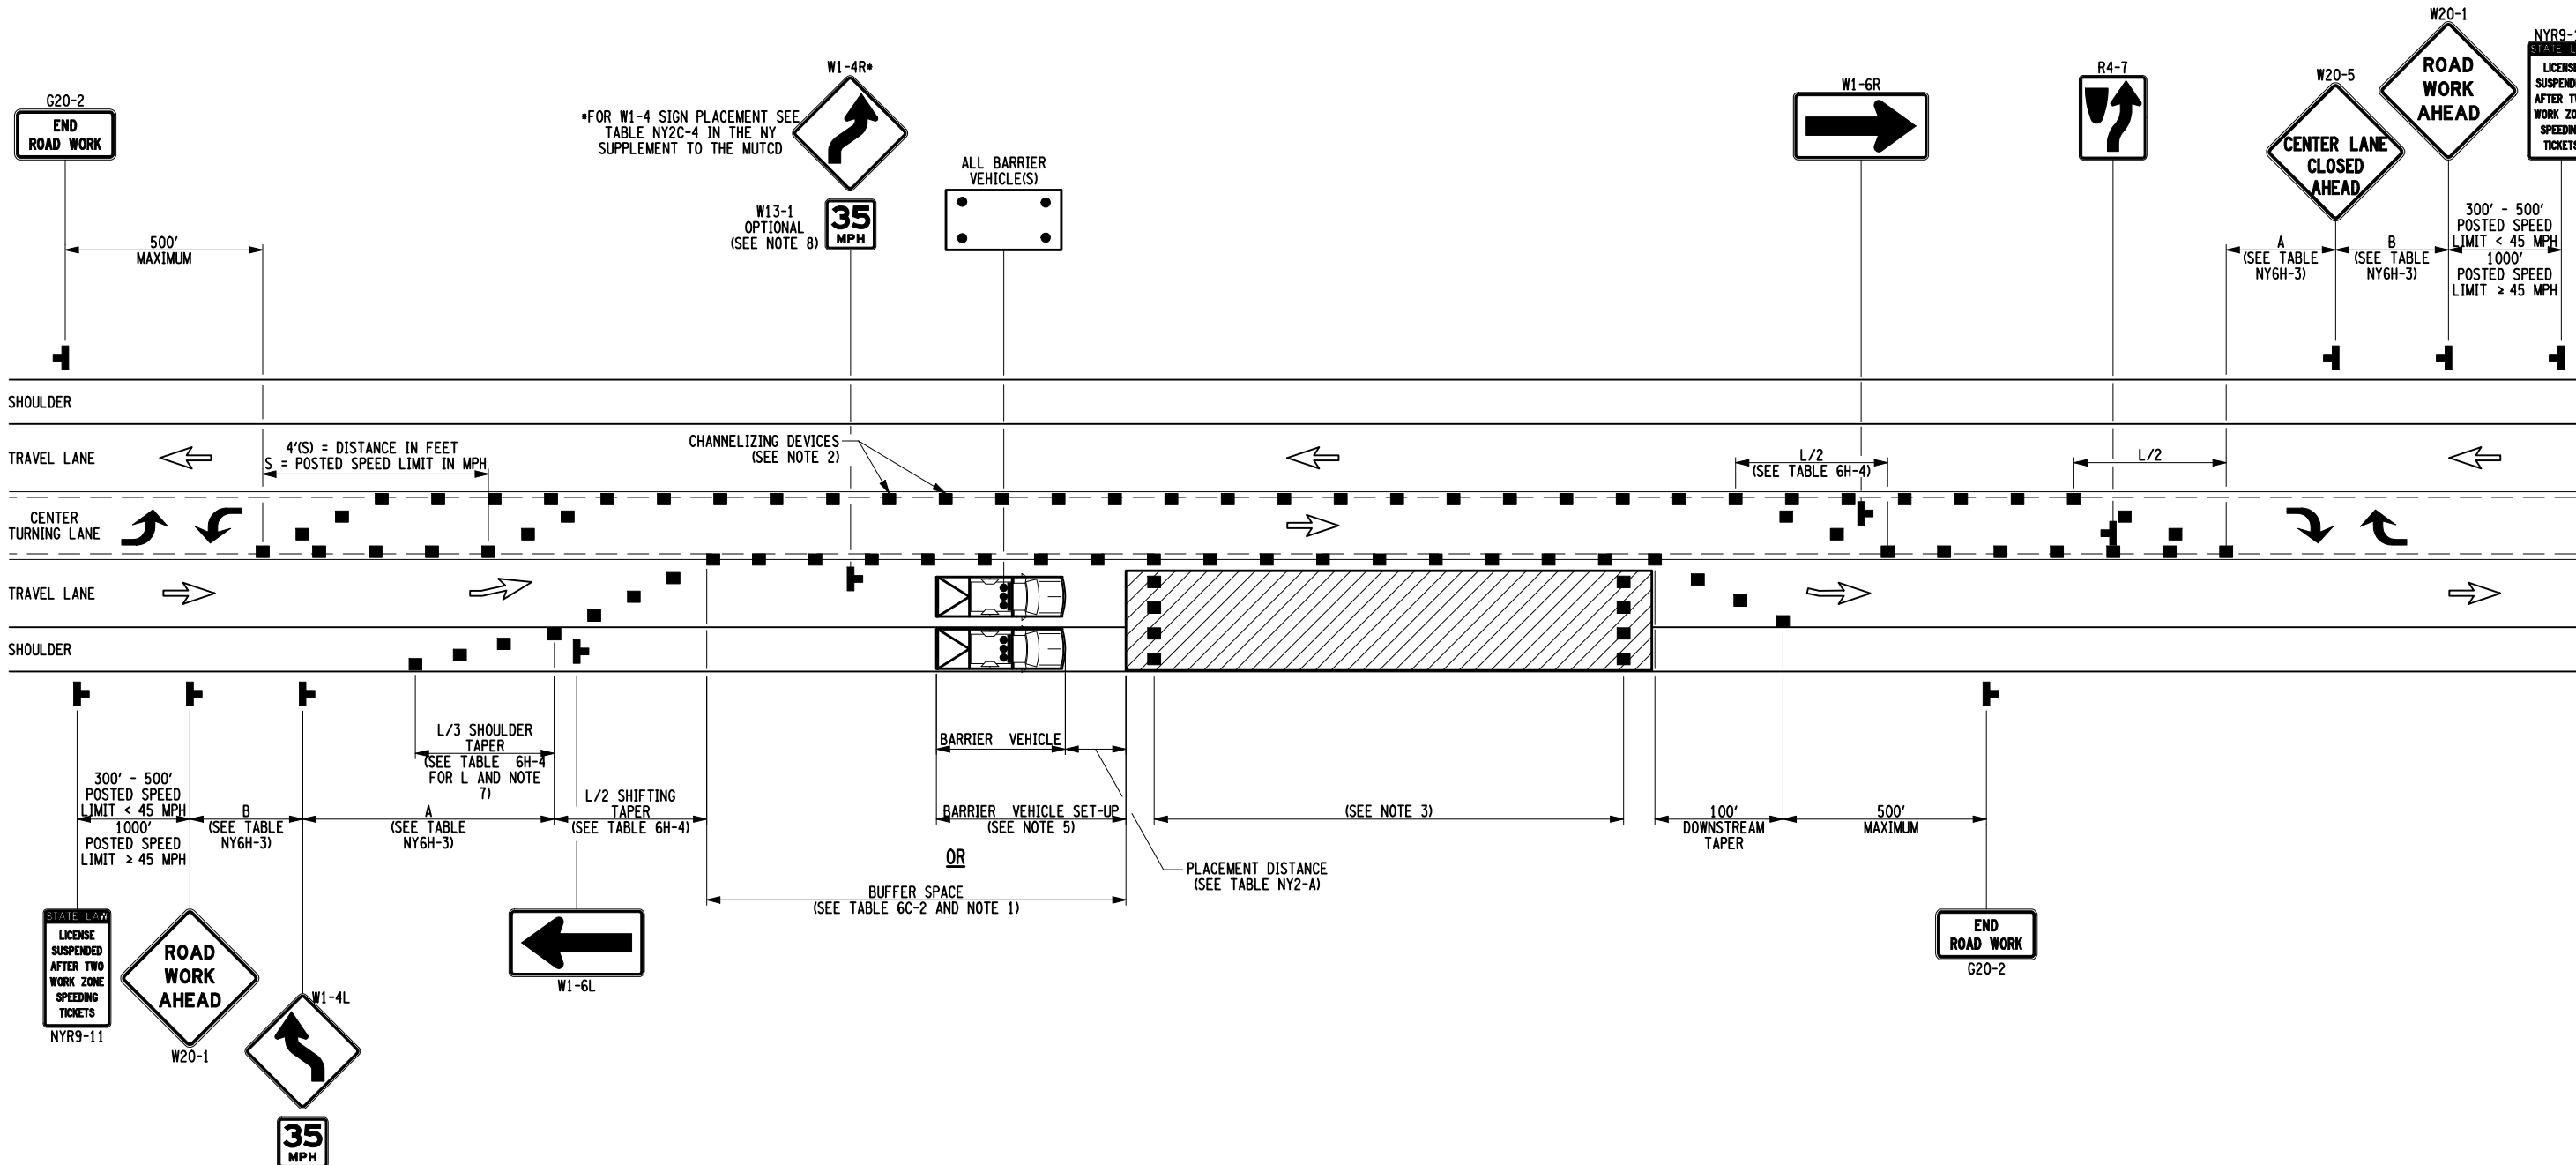 G20-2
END
ROAD WORK
500'
MAXIMUM
W1-4R*
*FOR W1-4 SIGN PLACEMENT SEE
TABLE NY2C-4 IN THE NY
SUPPLEMENT TO THE MUTCD
W13-1
OPTIONAL
(SEE NOTE 8)
35
MPH
ALL BARRIER
VEHICLE(S)
W1-6R
R4-7
W20-5
CENTER LANE
CLOSED
AHEAD
W20-1
ROAD
WORK
AHEAD
STATE
AFTER
SPEEDING
TICKETS
A
(SEE TABLE
NY6H-3)
B
(SEE TABLE
NY6H-3)
300' - 500'
POSTED SPEED
LIMIT < 45 MPH
1000'
POSTED SPEED
LIMIT ≥ 45 MPH
SHOULDER
TRAVEL LANE
4'(S) = DISTANCE IN FEET
S = POSTED SPEED LIMIT IN MPH
CHANNELIZING DEVICES
(SEE NOTE 2)
L/2
(SEE TABLE 6H-4)
L/2
CENTER
TURNING LANE
TRAVEL LANE
SHOULDER
L/3 SHOULDER
TAPER
(SEE TABLE 6H-4
FOR L AND NOTE
7)
300' - 500'
POSTED SPEED
LIMIT < 45 MPH
1000'
POSTED SPEED
LIMIT ≥ 45 MPH
B
(SEE TABLE
NY6H-3)
A
(SEE TABLE
NY6H-3)
L/2 SHIFTING
TAPER
(SEE TABLE 6H-4)
BARRIER VEHICLE
BARRIER VEHICLE SET-UP
(SEE NOTE 5)
OR
BUFFER SPACE
(SEE TABLE 6C-2 AND NOTE 1)
PLACEMENT DISTANCE
(SEE TABLE NY2-A)
(SEE NOTE 3)
100'
DOWNSTREAM
TAPER
500'
MAXIMUM
STATE LAW
LICENSE
SUSPENDED
AFTER TWO
WORK ZONE
SPEEDING
TICKETS
NYR9-11
ROAD
WORK
AHEAD
W20-1
W1-4L
35
MPH
W1-6L
END
ROAD WORK
G20-2